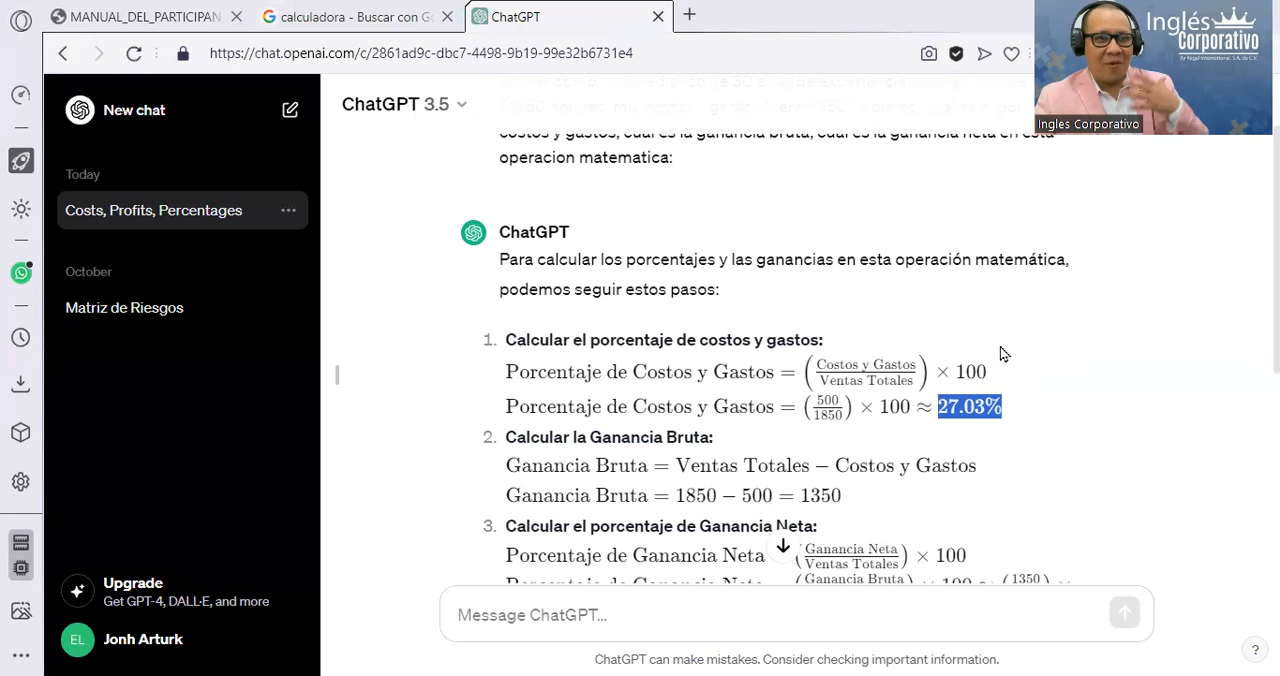 MANUAL_DEL_PARTICIPAN
calculadora - Buscar con Go
ChatGPT
https://chat.openai.com/c/2861ad9c-dbc7-4498-9b19-99e32b6731e4
Inglés
Corporativo
By Regal International, S.A. de C.V.
Ingles Corporativo
New chat
Today
Costs, Profits, Percentages
October
Matriz de Riesgos
Upgrade
Get GPT-4, DALL·E, and more
EL
Jonh Arturk
ChatGPT 3.5
costos y gastos, cual es la ganancia bruta, cual es la ganancia neta en esta
operacion matematica:
ChatGPT
Para calcular los porcentajes y las ganancias en esta operación matemática,
podemos seguir estos pasos:
1. Calcular el porcentaje de costos y gastos:
Porcentaje de Costos y Gastos = (Costos y Gastos / Ventas Totales) × 100
Porcentaje de Costos y Gastos = (500 / 1850) × 100 ≈ 27.03%
2. Calcular la Ganancia Bruta:
Ganancia Bruta = Ventas Totales − Costos y Gastos
Ganancia Bruta = 1850 − 500 = 1350
3. Calcular el porcentaje de Ganancia Neta:
Porcentaje de Ganancia Neta (Ganancia Neta / Ventas Totales) × 100
Message ChatGPT...
ChatGPT can make mistakes. Consider checking important information.
?